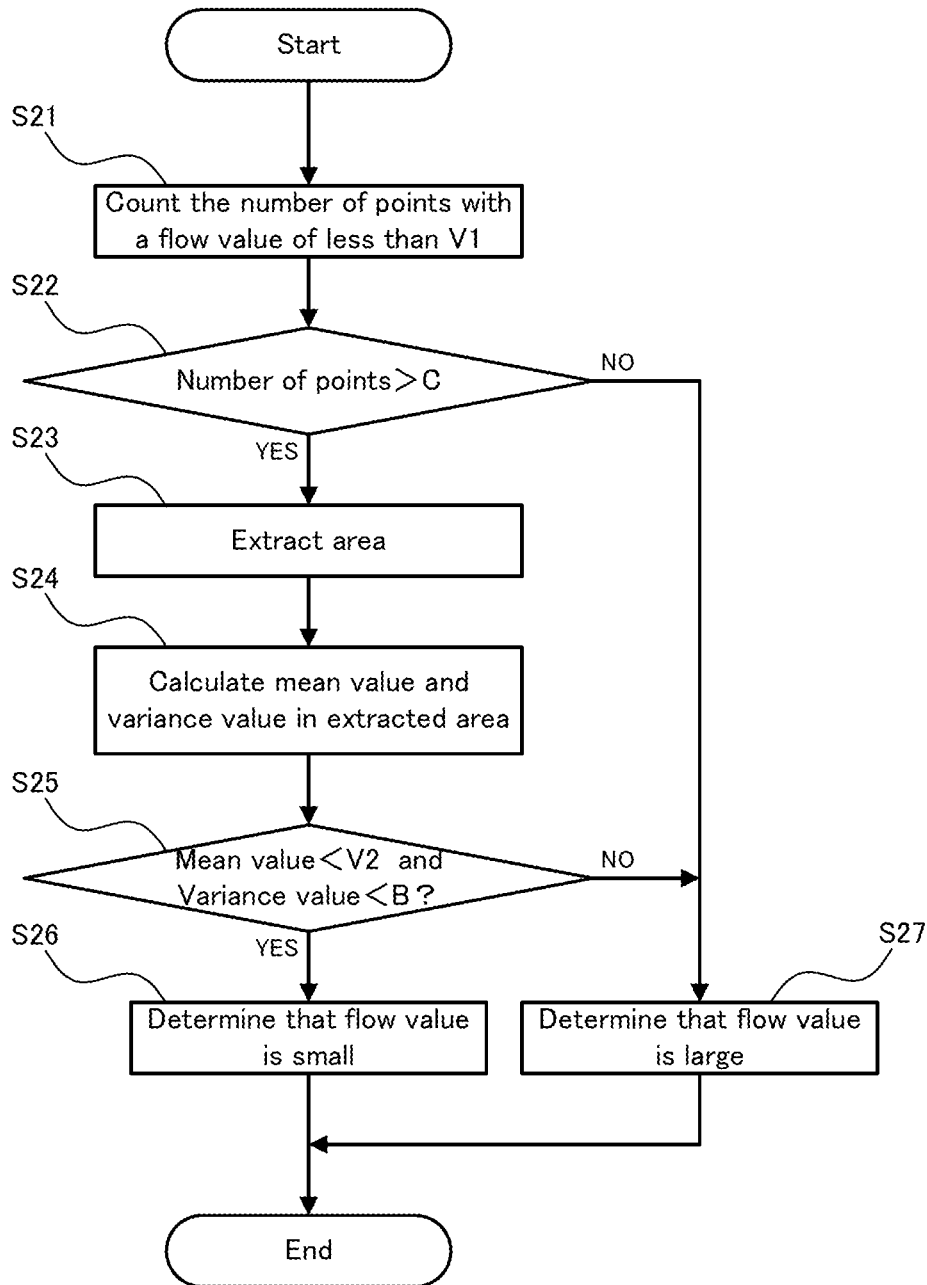 Start
S21
Count the number of points with
a flow value of less than V1
S22
Number of points＞C
NO
YES
S23
Extract area
S24
Calculate mean value and
variance value in extracted area
S25
Mean value＜V2 and
Variance value＜B？
NO
YES
S26
Determine that flow value
is small
S27
Determine that flow value
is large
End